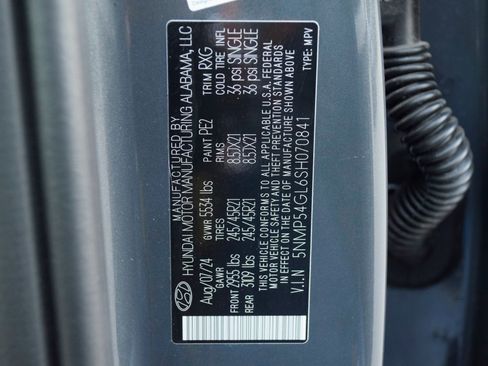 MANUFACTURED BY
HYUNDAI MOTOR MANUFACTURING ALABAMA, LLC
Aug/07/24 GVWR 5534 lbs PAINT PE2 TRIM RXG
GAWR TIRES RIMS COLD TIRE INFL
FRONT 2955 lbs 245/45R21 8.5JX21 36 psi SINGLE
REAR 3109 lbs 245/45R21 8.5JX21 36 psi SINGLE
THIS VEHICLE CONFORMS TO ALL APPLICABLE U.S.A. FEDERAL
MOTOR VEHICLE SAFETY AND THEFT PREVENTION STANDARDS
IN EFFECT ON THE DATE OF MANUFACTURE SHOWN ABOVE.
V.I.N 5NMP54GL6SH070841 TYPE: MPV